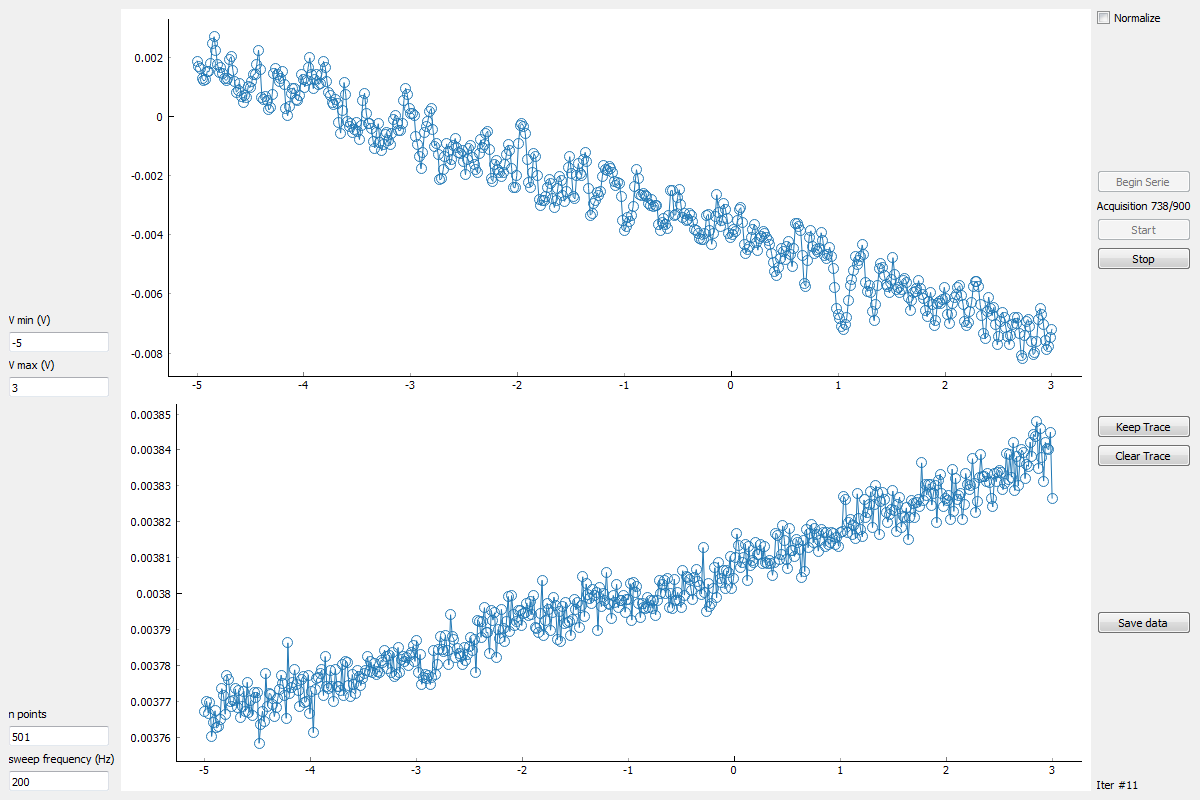 Normalize
0.002
0
-0.002
-0.004
-0.006
-0.008
-5 -4 -3 -2 -1 0 1 2 3
Begin Serie
Acquisition 738/900
Start
Stop
V min (V)
-5
V max (V)
3
0.00385
0.00384
0.00383
0.00382
0.00381
0.0038
0.00379
0.00378
0.00377
0.00376
-5 -4 -3 -2 -1 0 1 2 3
Keep Trace
Clear Trace
Save data
n points
501
sweep frequency (Hz)
200
Iter #11